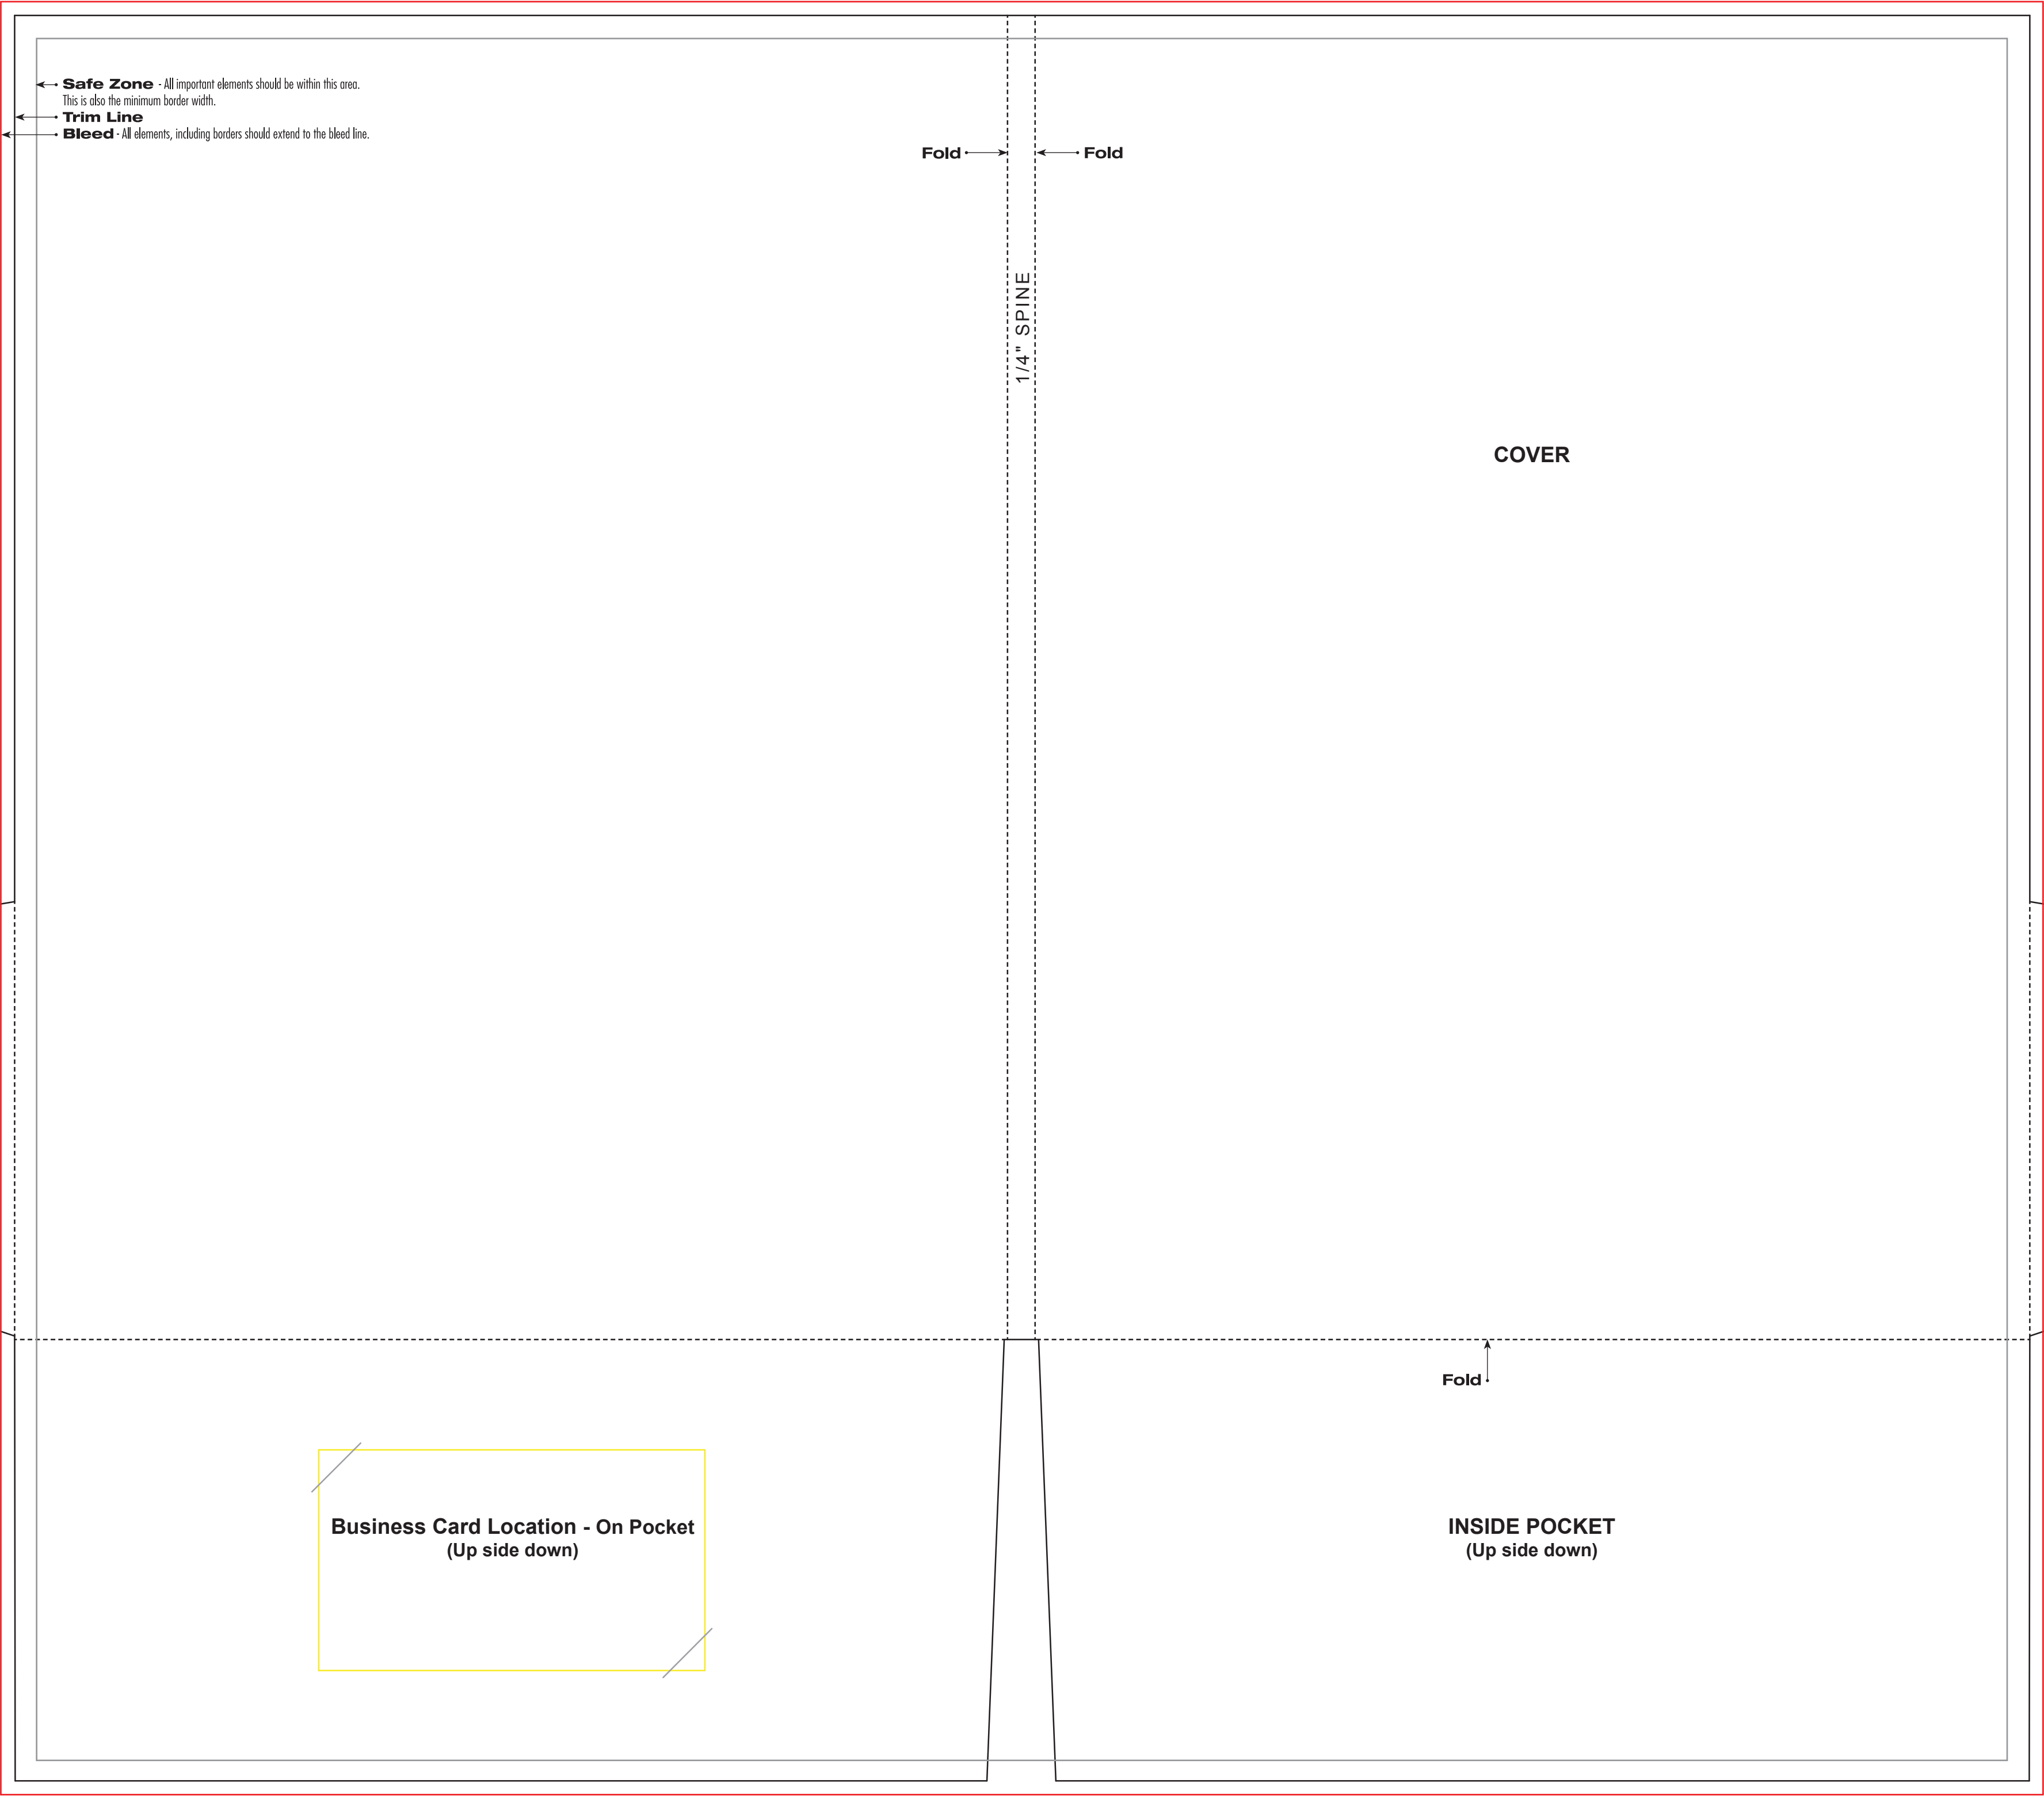 Safe Zone - All important elements should be within this area.
This is also the minimum border width.
Trim Line
Bleed - All elements, including borders should extend to the bleed line.
Fold
Fold
1/4" SPINE
COVER
Fold
Business Card Location - On Pocket
(Up side down)
INSIDE POCKET
(Up side down)